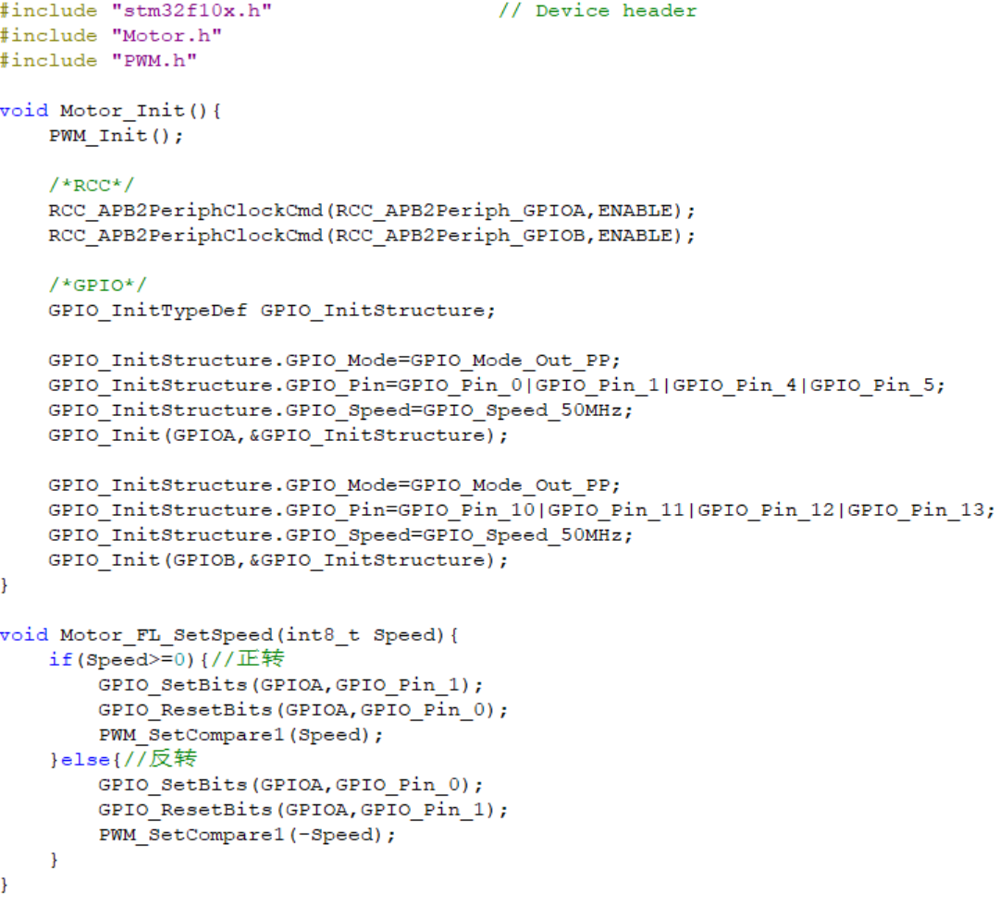 #include "stm32f10x.h"                  // Device header
#include "Motor.h"
#include "PWM.h"
void Motor_Init(){
    PWM_Init();
    /*RCC*/
    RCC_APB2PeriphClockCmd(RCC_APB2Periph_GPIOA,ENABLE);
    RCC_APB2PeriphClockCmd(RCC_APB2Periph_GPIOB,ENABLE);
    /*GPIO*/
    GPIO_InitTypeDef GPIO_InitStructure;
    GPIO_InitStructure.GPIO_Mode=GPIO_Mode_Out_PP;
    GPIO_InitStructure.GPIO_Pin=GPIO_Pin_0|GPIO_Pin_1|GPIO_Pin_4|GPIO_Pin_5;
    GPIO_InitStructure.GPIO_Speed=GPIO_Speed_50MHz;
    GPIO_Init(GPIOA,&GPIO_InitStructure);
    GPIO_InitStructure.GPIO_Mode=GPIO_Mode_Out_PP;
    GPIO_InitStructure.GPIO_Pin=GPIO_Pin_10|GPIO_Pin_11|GPIO_Pin_12|GPIO_Pin_13;
    GPIO_InitStructure.GPIO_Speed=GPIO_Speed_50MHz;
    GPIO_Init(GPIOB,&GPIO_InitStructure);
}
void Motor_FL_SetSpeed(int8_t Speed){
    if(Speed>=0){//正转
        GPIO_SetBits(GPIOA,GPIO_Pin_1);
        GPIO_ResetBits(GPIOA,GPIO_Pin_0);
        PWM_SetCompare1(Speed);
    }else{//反转
        GPIO_SetBits(GPIOA,GPIO_Pin_0);
        GPIO_ResetBits(GPIOA,GPIO_Pin_1);
        PWM_SetCompare1(-Speed);
    }
}